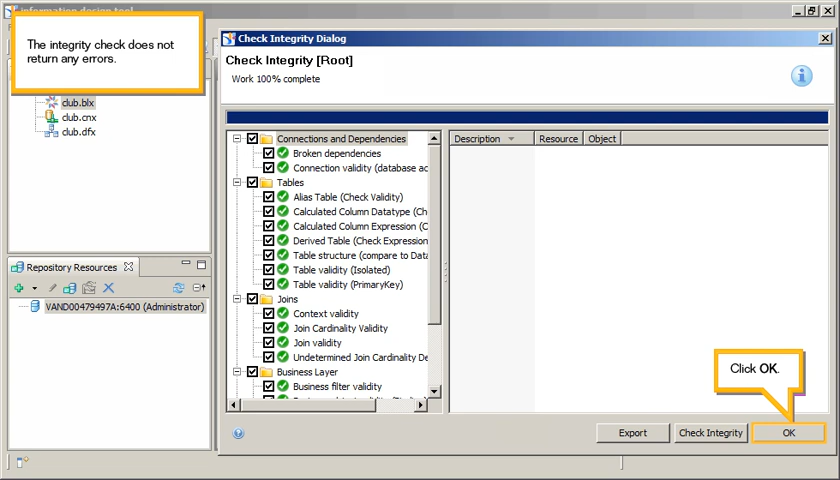 information design tool
The integrity check does not
return any errors.
club.blx
club.cnx
club.dfx
Repository Resources
VAND00479497A:6400 (Administrator)
Check Integrity Dialog
Check Integrity [Root]
Work 100% complete
Connections and Dependencies
Broken dependencies
Connection validity (database ac
Tables
Alias Table (Check Validity)
Calculated Column Datatype (Ch
Calculated Column Expression (C
Derived Table (Check Expression
Table structure (compare to Data
Table validity (Isolated)
Table validity (PrimaryKey)
Joins
Context validity
Join Cardinality Validity
Join validity
Undetermined Join Cardinality De
Business Layer
Business filter validity
Description
Resource
Object
Click OK.
Export
Check Integrity
OK